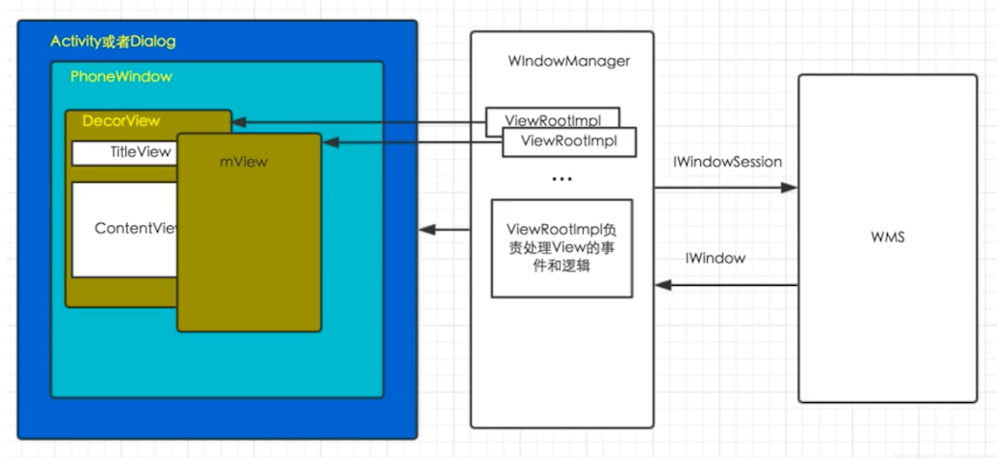 Activity或者Dialog
PhoneWindow
DecorView
TitleView
ContentView
mView
WIndowManager
ViewRootImpl
ViewRootImpl
...
ViewRootImpl负
责处理View的事
件和逻辑
IWindowSession
IWindow
WMS